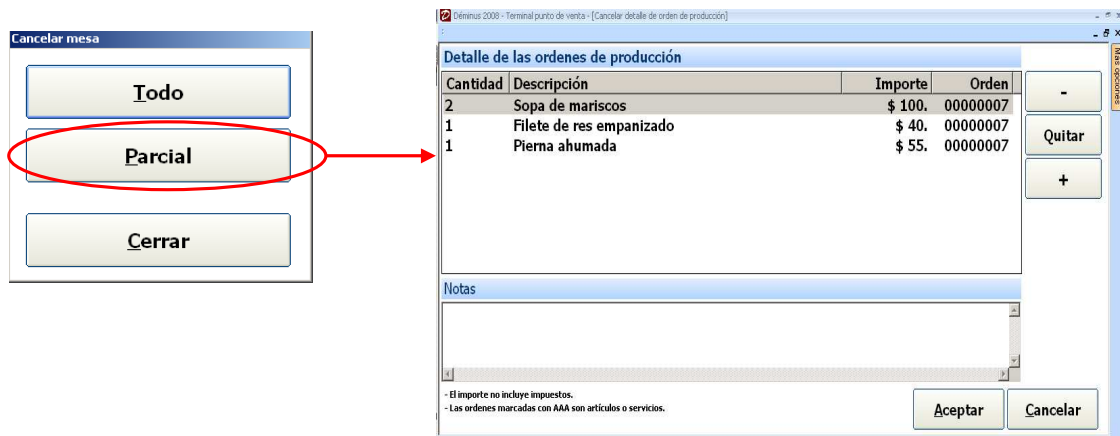 Cancelar mesa
Todo
Parcial
Cerrar
Déminus 2008 - Terminal punto de venta - [Cancelar detalle de orden de producción]
Mas opciones
Detalle de las ordenes de producción
Cantidad Descripción Importe Orden
2 Sopa de mariscos $ 100. 00000007
1 Filete de res empanizado $ 40. 00000007
1 Pierna ahumada $ 55. 00000007
-
Quitar
+
Notas
- El importe no incluye impuestos.
- Las ordenes marcadas con AAA son artículos o servicios.
Aceptar Cancelar